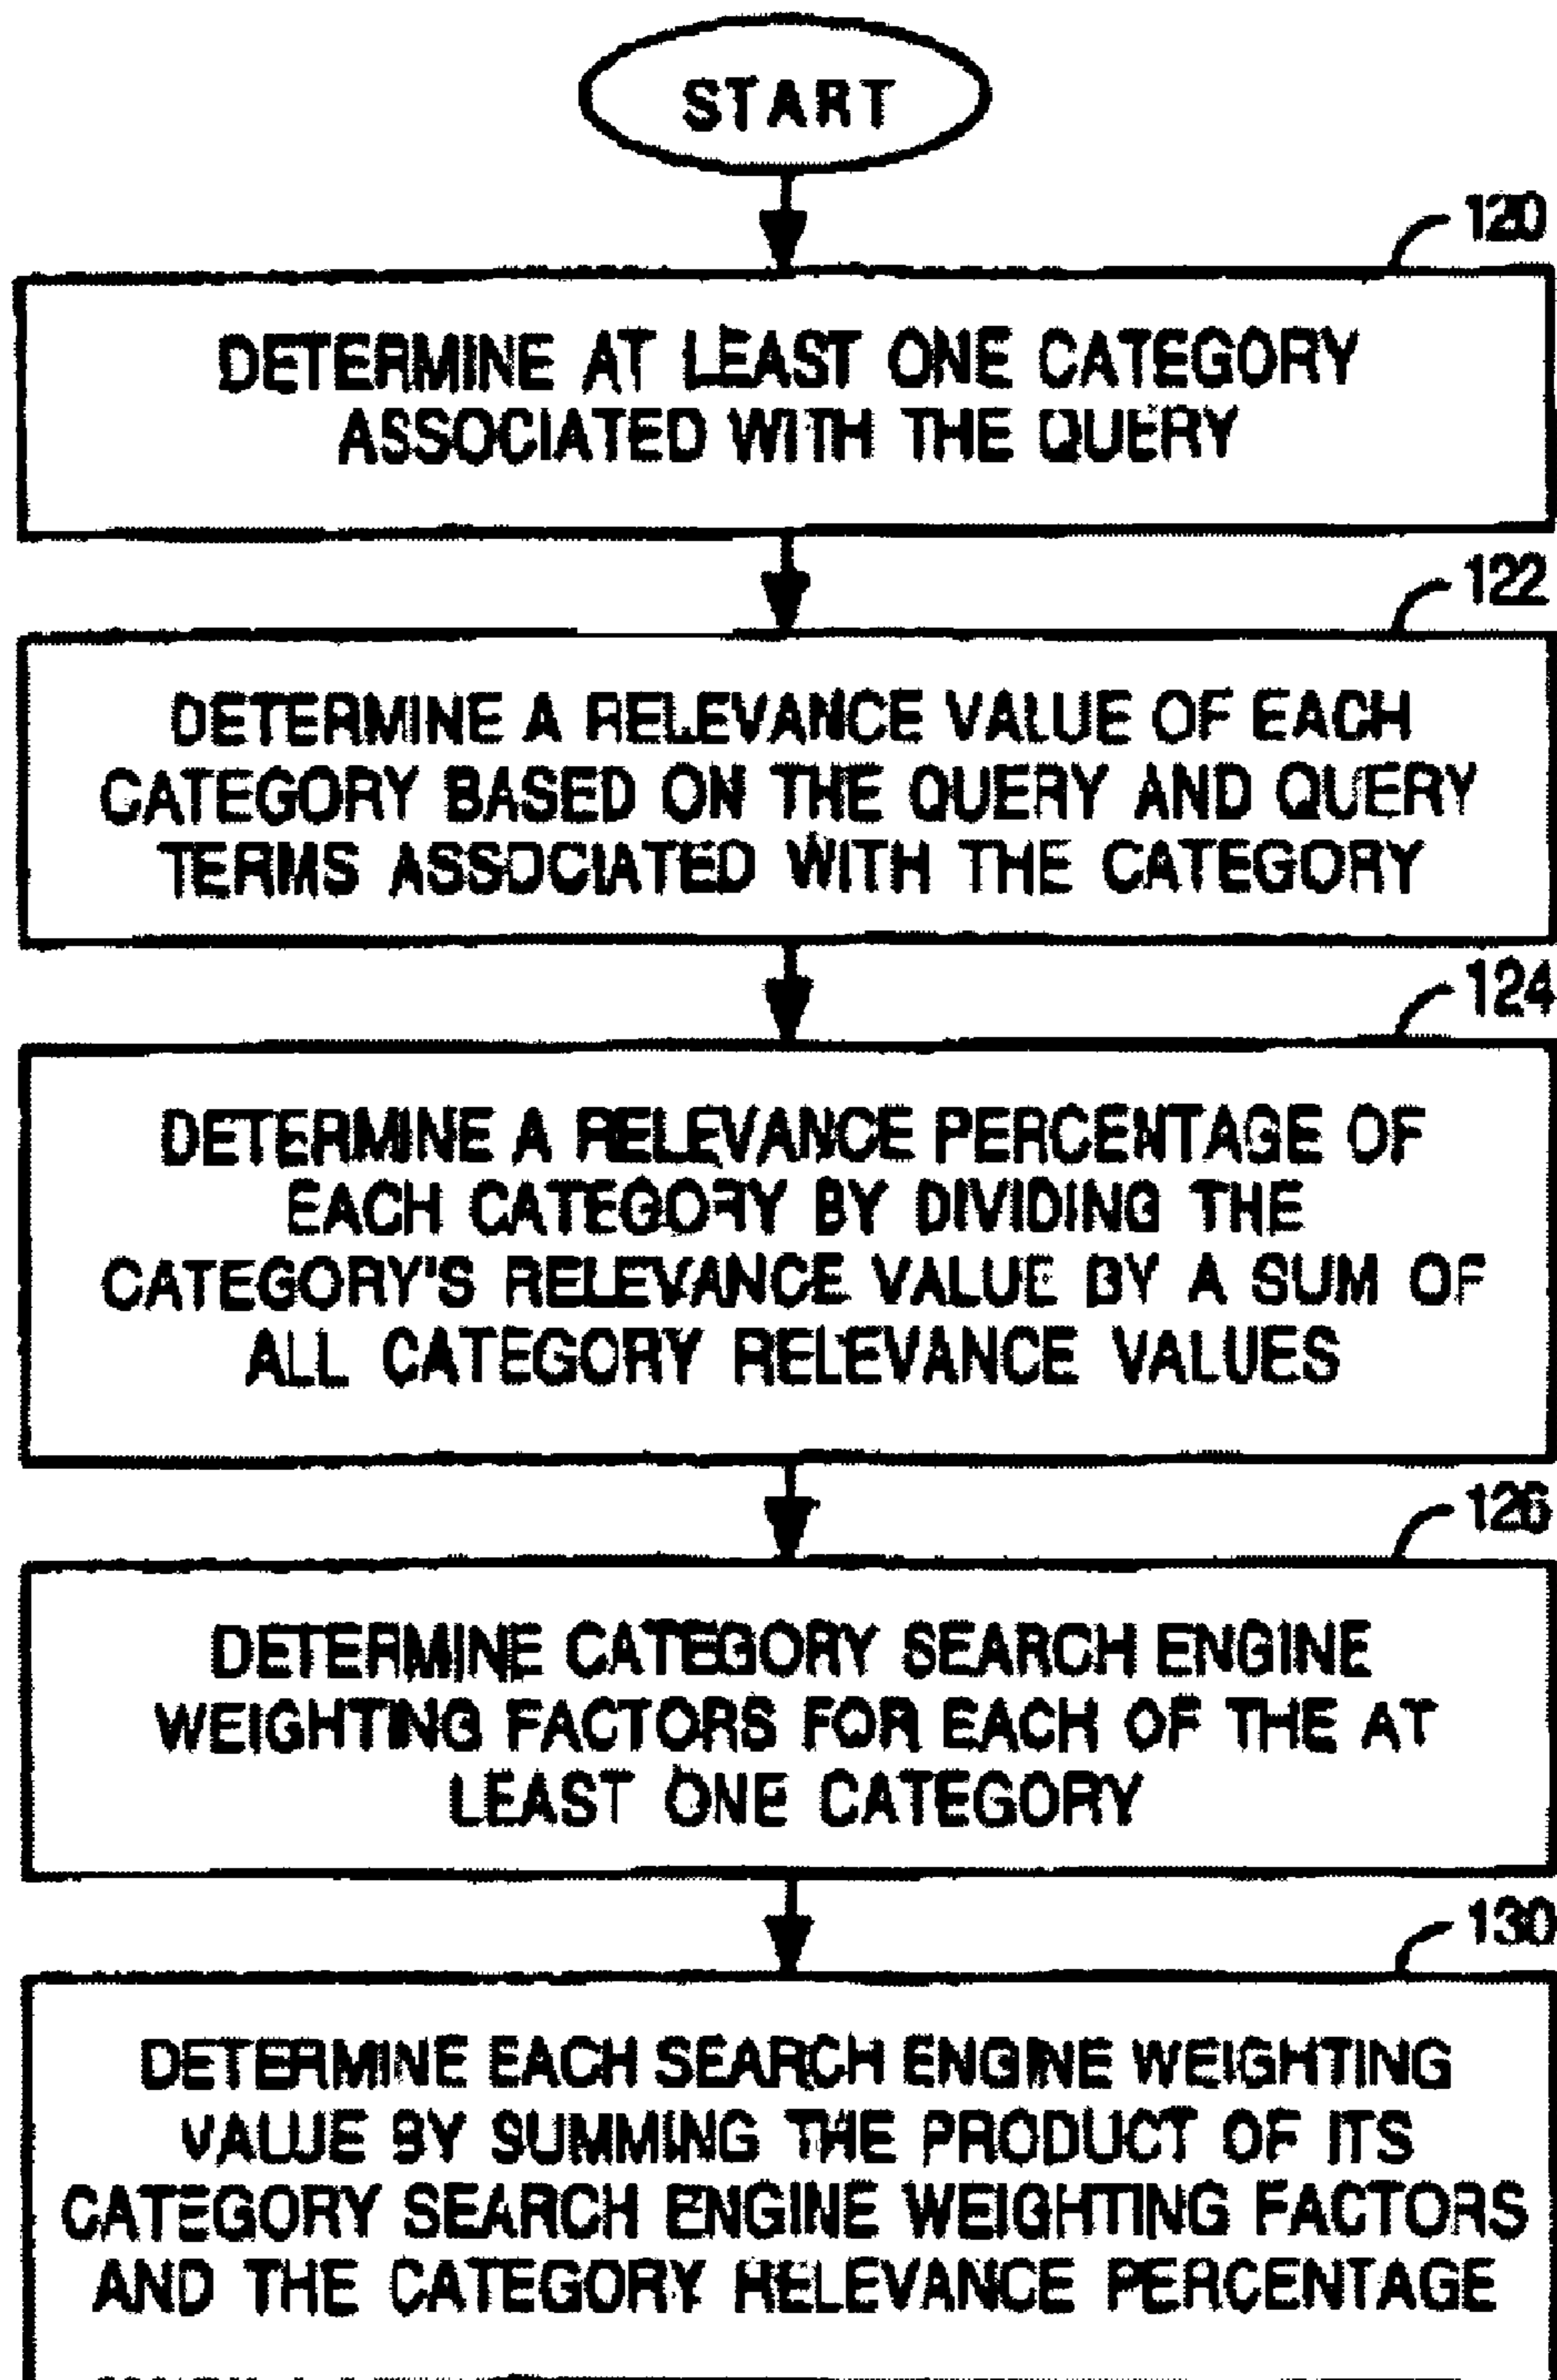 START
120
DETERMINE AT LEAST ONE CATEGORY
ASSOCIATED WITH THE QUERY
122
DETERMINE A RELEVANCE VALUE OF EACH
CATEGORY BASED ON THE QUERY AND QUERY
TERMS ASSOCIATED WITH THE CATEGORY
124
DETERMINE A RELEVANCE PERCENTAGE OF
EACH CATEGORY BY DIVIDING THE
CATEGORY'S RELEVANCE VALUE BY A SUM OF
ALL CATEGORY RELEVANCE VALUES
126
DETERMINE CATEGORY SEARCH ENGINE
WEIGHTING FACTORS FOR EACH OF THE AT
LEAST ONE CATEGORY
130
DETERMINE EACH SEARCH ENGINE WEIGHTING
VALUE BY SUMMING THE PRODUCT OF ITS
CATEGORY SEARCH ENGINE WEIGHTING FACTORS
AND THE CATEGORY RELEVANCE PERCENTAGE